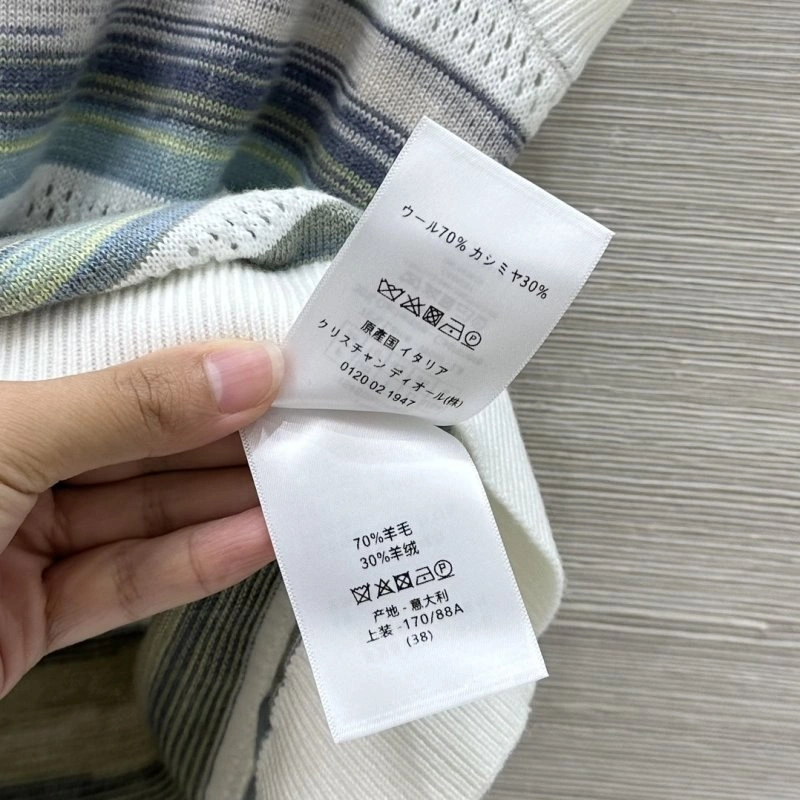 ウール70% カシミヤ30%
P
原産国 イタリア
クリスチャン ディオール(株)
0120 02 1947
70%羊毛
30%羊绒
P
产地 - 意大利
上装 -170/88A
(38)